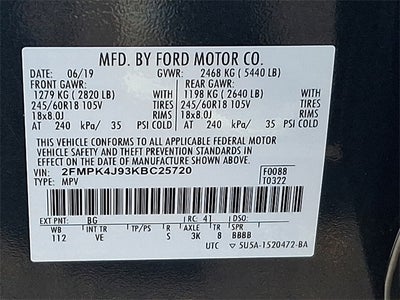 MFD. BY FORD MOTOR CO.
DATE: 06/19 GVWR: 2468 KG ( 5440 LB)
FRONT GAWR: REAR GAWR:
1279 KG ( 2820 LB) WITH 1198 KG ( 2640 LB) WITH
245/60R18 105V TIRES 245/60R18 105V TIRES
18x8.0J RIMS 18x8.0J RIMS
AT 240 kPa/ 35 PSI COLD AT 240 kPa/ 35 PSI COLD
THIS VEHICLE CONFORMS TO ALL APPLICABLE FEDERAL MOTOR
VEHICLE SAFETY AND THEFT PREVENTION STANDARDS IN
EFFECT ON THE DATE OF MANUFACTURE SHOWN ABOVE.
VIN: 2FMPK4J93KBC25720 F0088
TYPE: MPV T0322
EXT PNT: BG RC: 41 DSO:
WB INT TR TP/PS R AXLE TR SPR
112 VE S 3K 8 BBBB
UTC 5U5A-1520472-BA